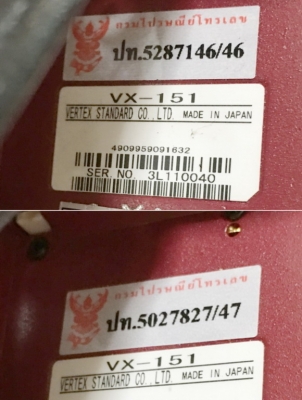 กรมไปรษณีย์โทรเลข
ปท.5287146/46
VX-151
VERTEX STANDARD CO., LTD. MADE IN JAPAN
4909959091632
SER NO 3L110040
กรมไปรษณีย์โทรเลข
ปท.5027827/47
VX-151
VERTEX STANDARD CO., LTD. MADE IN JAPAN